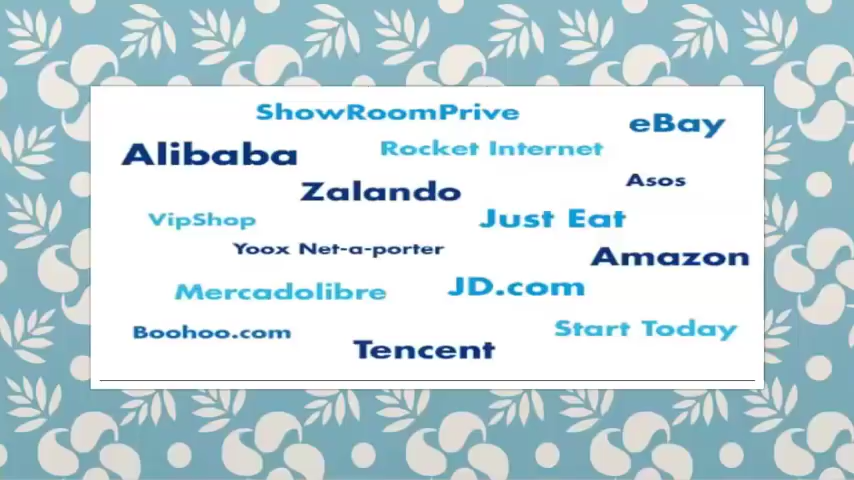 ShowRoomPrive
eBay
Alibaba
Rocket Internet
Zalando
Asos
VipShop
Just Eat
Yoox Net-a-porter
Amazon
Mercadolibre
JD.com
Boohoo.com
Start Today
Tencent